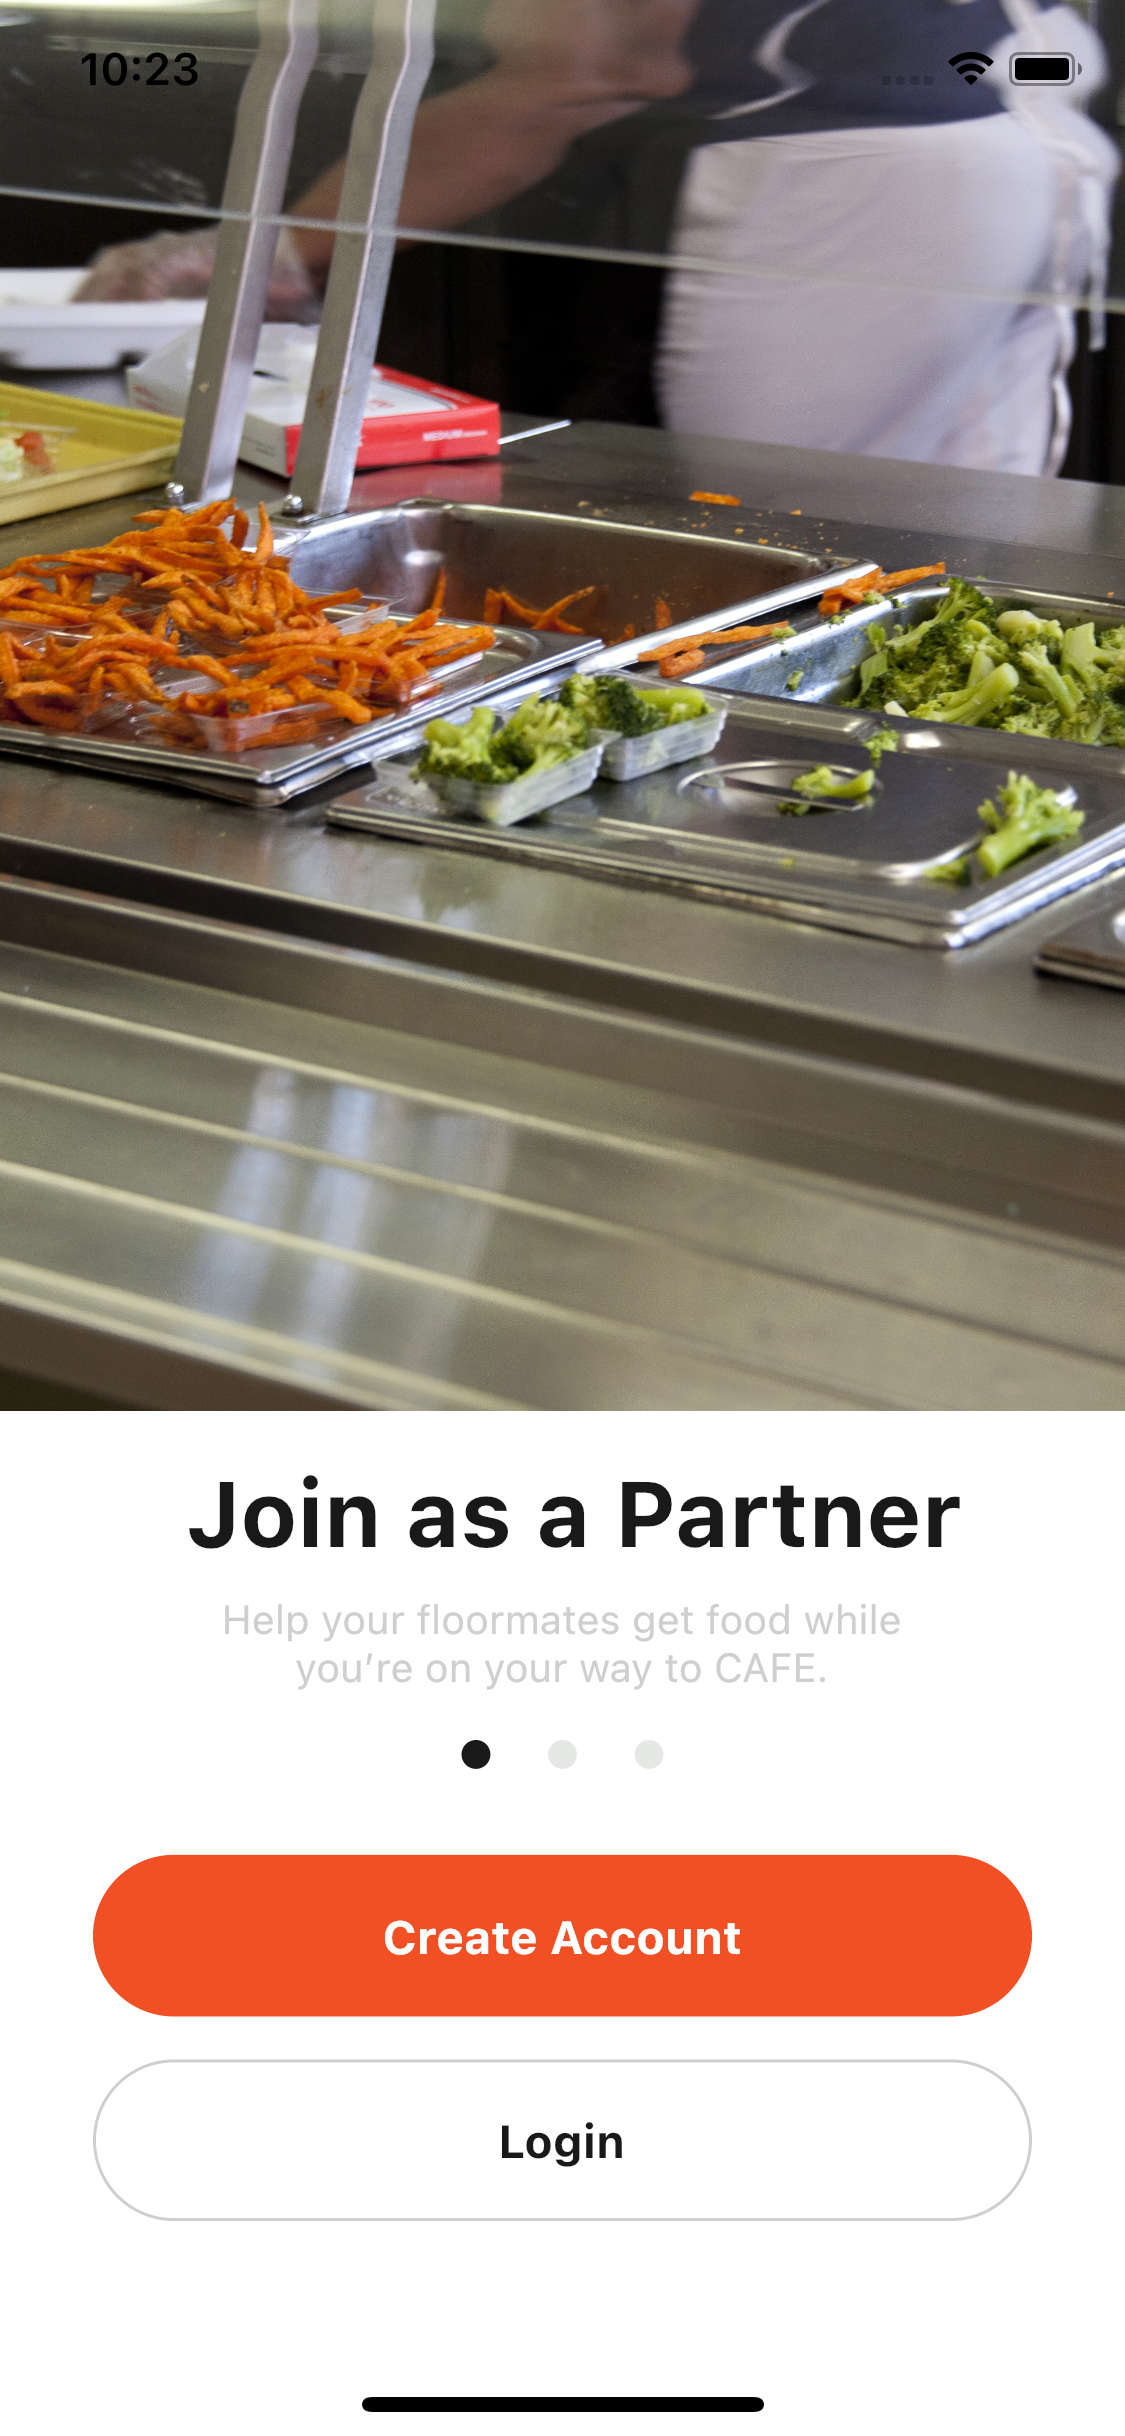 10:23
MEDIUM
Join as a Partner
Help your floormates get food while
you’re on your way to CAFE.
Create Account
Login